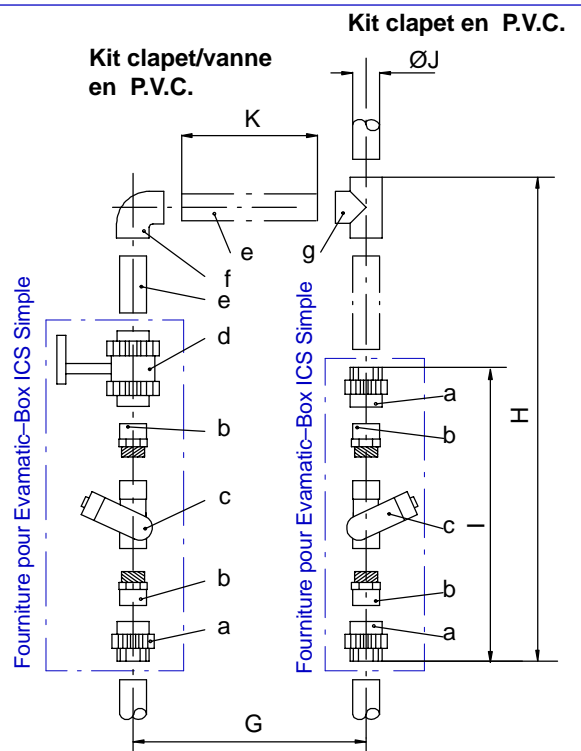 Kit clapet en P.V.C.
Kit clapet/vanne
en P.V.C.
ØJ
K
e
g
f
e
d
a
b
b
c
c
H
I
b
b
a
a
G
Fourniture pour Evamatic–Box ICS Simple
Fourniture pour Evamatic–Box ICS Simple